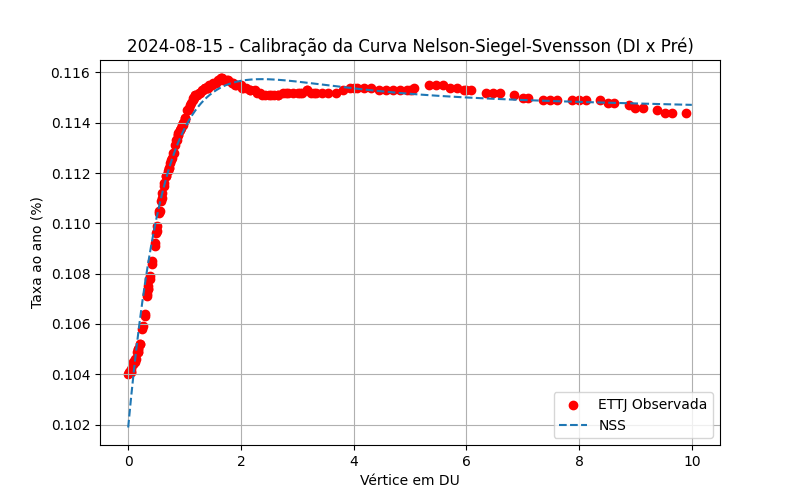 2024-08-15 - Calibração da Curva Nelson-Siegel-Svensson (DI x Pré)
Taxa ao ano (%)
0.116
0.114
0.112
0.110
0.108
0.106
0.104
0.102
ETTJ Observada
NSS
0 2 4 6 8 10
Vértice em DU